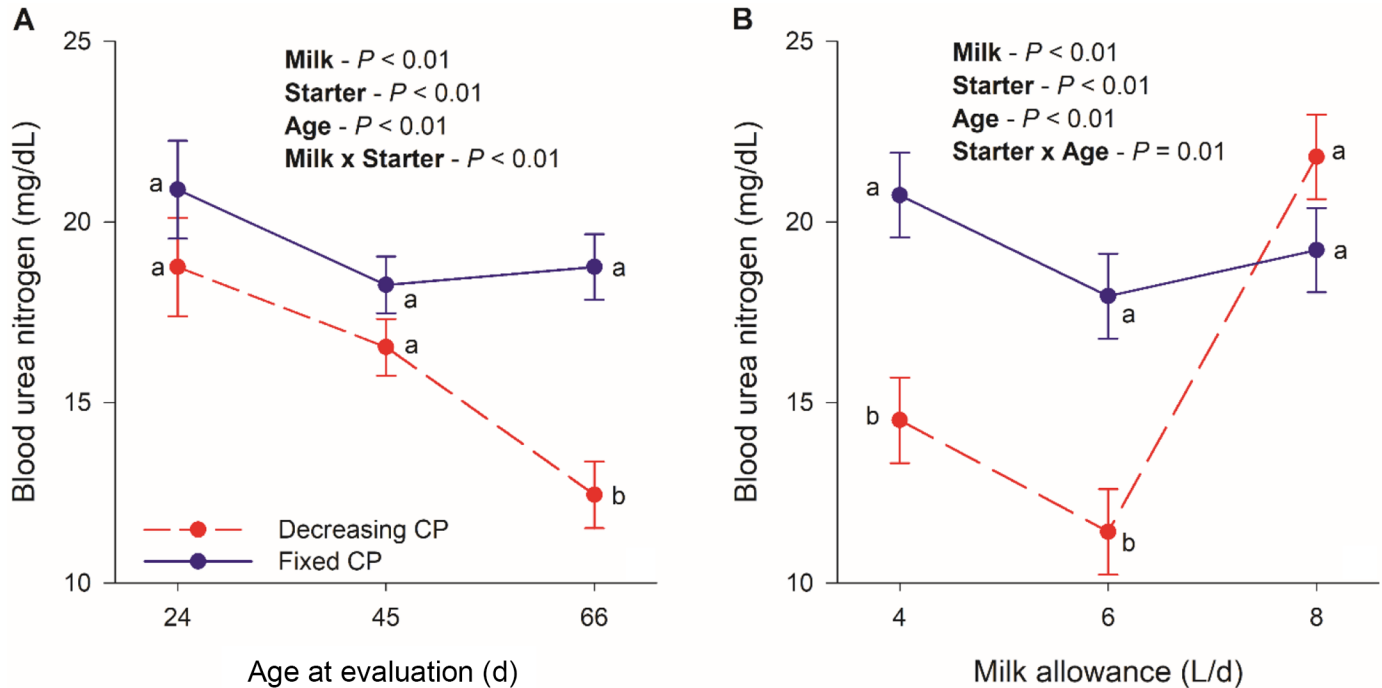 A
25
20
15
10
Blood urea nitrogen (mg/dL)
Milk - P < 0.01
Starter - P < 0.01
Age - P < 0.01
Milk x Starter - P < 0.01
a
a
a
a
a
b
Decreasing CP
Fixed CP
24 45 66
Age at evaluation (d)
B
25
20
15
10
Blood urea nitrogen (mg/dL)
Milk - P < 0.01
Starter - P < 0.01
Age - P < 0.01
Starter x Age - P = 0.01
a
a
a
a
b
b
4 6 8
Milk allowance (L/d)